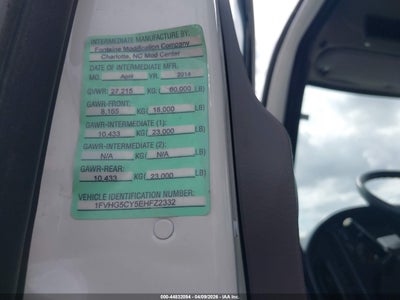 INTERMEDIATE MANUFACTURE BY:
Fontaine Modification Company
Charlotte, NC Mod Center
DATE OF INTERMEDIATE MFR.
MO. April YR. 2014
GVWR: 27,215 KG. ( 60,000 LB)
GAWR-FRONT:
8,165 KG( 18,000 LB)
GAWR-INTERMEDIATE (1):
10,433 KG( 23,000 LB)
GAWR-INTERMEDIATE (2):
N/A KG( N/A LB)
GAWR-REAR:
10,433 KG( 23,000 LB)
VEHICLE IDENTIFICATION NUMBER:
1FVHG5CY5EHFZ2332
000-44832084 - 04/09/2026 - IAA Inc.